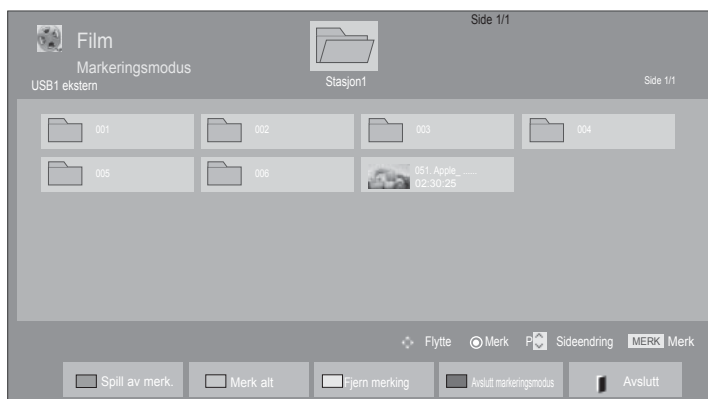 Side 1/1
Film
Markeringsmodus
USB1 ekstern
Stasjon1
Side 1/1
001
002
003
004
005
006
051. Apple_ ......
02:30:25
Flytte
Merk
P
Sideendring
MERK Merk
Spill av merk.
Merk alt
Fjern merking
Avslutt markeringsmodus
Avslutt